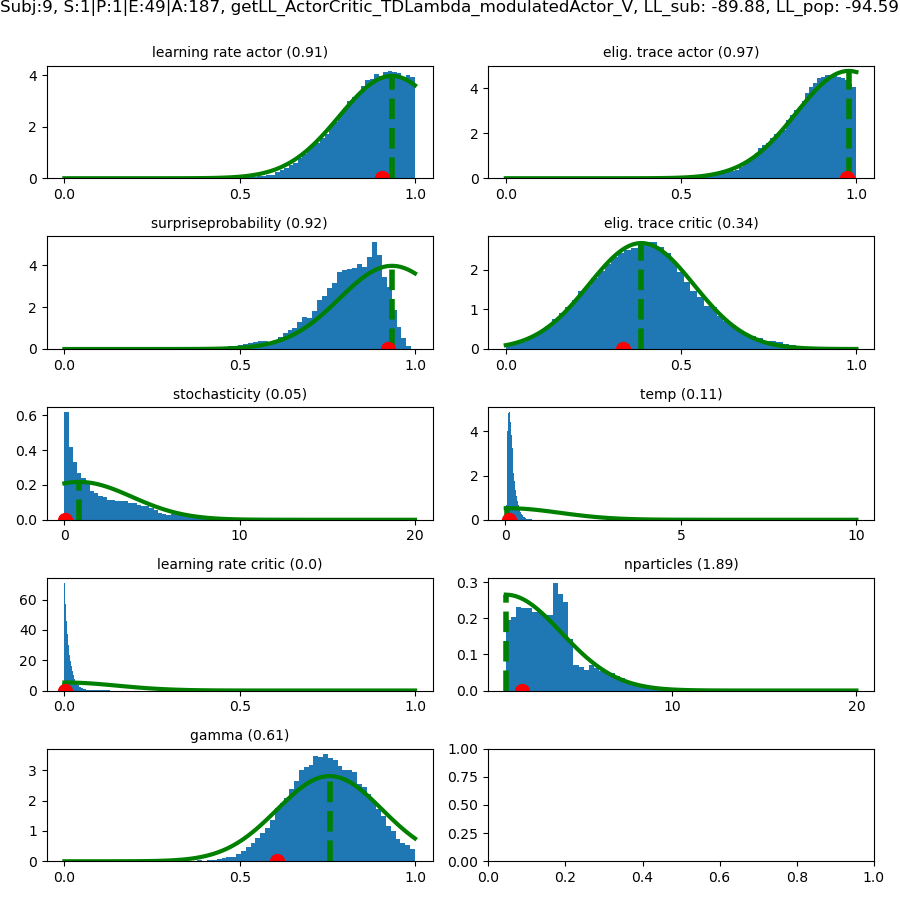 Subj:9, S:1|P:1|E:49|A:187, getLL_ActorCritic_TDLambda_modulatedActor_V, LL_sub: -89.88, LL_pop: -94.59
learning rate actor (0.91)
elig. trace actor (0.97)
4
2
0
0.0 0.5 1.0
4
2
0
0.0 0.5 1.0
surpriseprobability (0.92)
elig. trace critic (0.34)
4
2
0
0.0 0.5 1.0
2
1
0
0.0 0.5 1.0
stochasticity (0.05)
temp (0.11)
0.6
0.4
0.2
0.0
0 10 20
4
2
0
0 5 10
learning rate critic (0.0)
nparticles (1.89)
60
40
20
0
0.0 0.5 1.0
0.3
0.2
0.1
0.0
10 20
gamma (0.61)
3
2
1
0
0.0 0.5 1.0
1.00
0.75
0.50
0.25
0.00
0.0 0.2 0.4 0.6 0.8 1.0